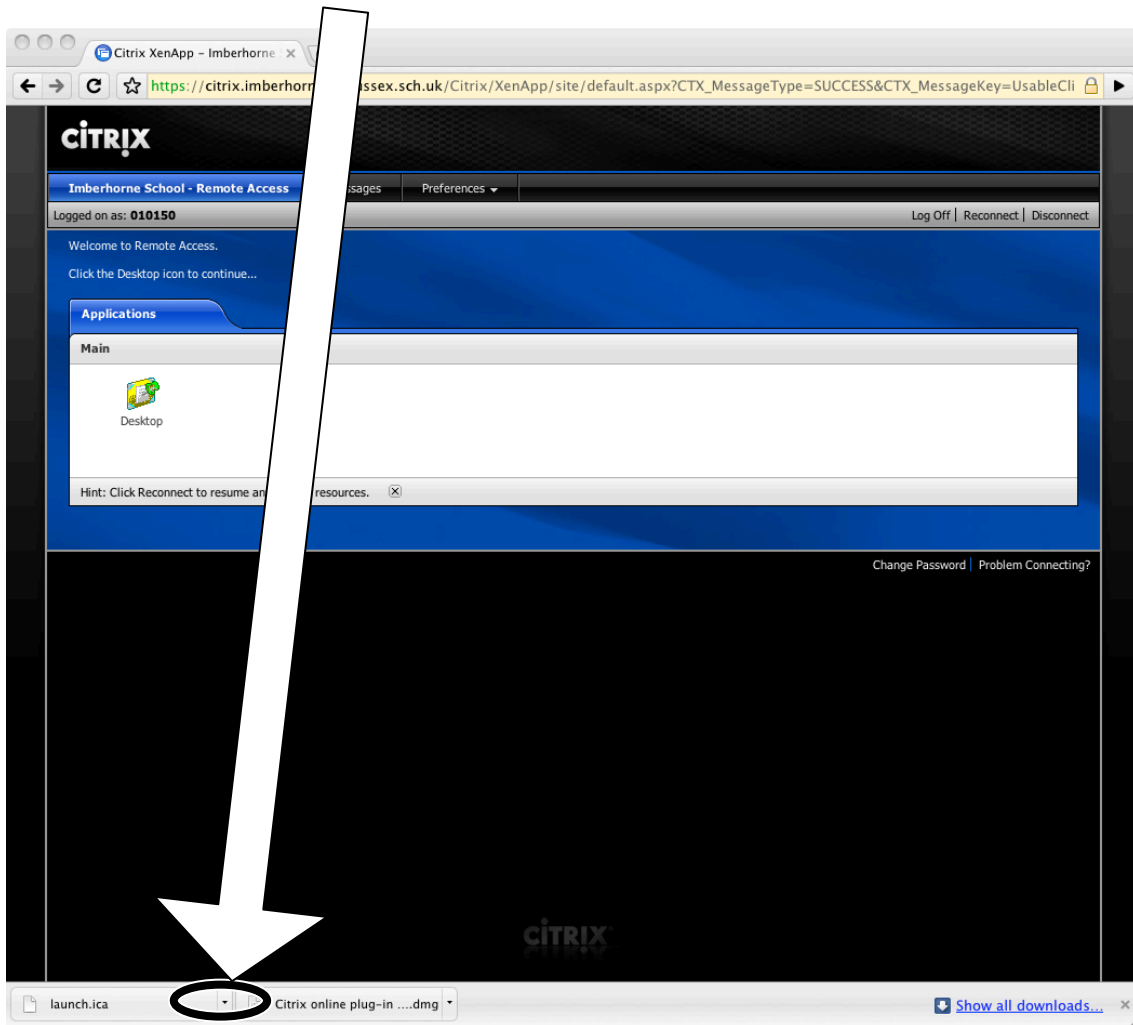 Citrix XenApp – Imberhorne
https://citrix.imberhor ssex.sch.uk/Citrix/XenApp/site/default.aspx?CTX_MessageType=SUCCESS&CTX_MessageKey=UsableCli
CITRIX
Imberhorne School - Remote Access ssages Preferences
Logged on as: 010150 Log Off | Reconnect | Disconnect
Welcome to Remote Access.
Click the Desktop icon to continue...
Applications
Main
Desktop
Hint: Click Reconnect to resume resources.
Change Password | Problem Connecting?
CITRIX
launch.ica Citrix online plug-in ....dmg Show all downloads...